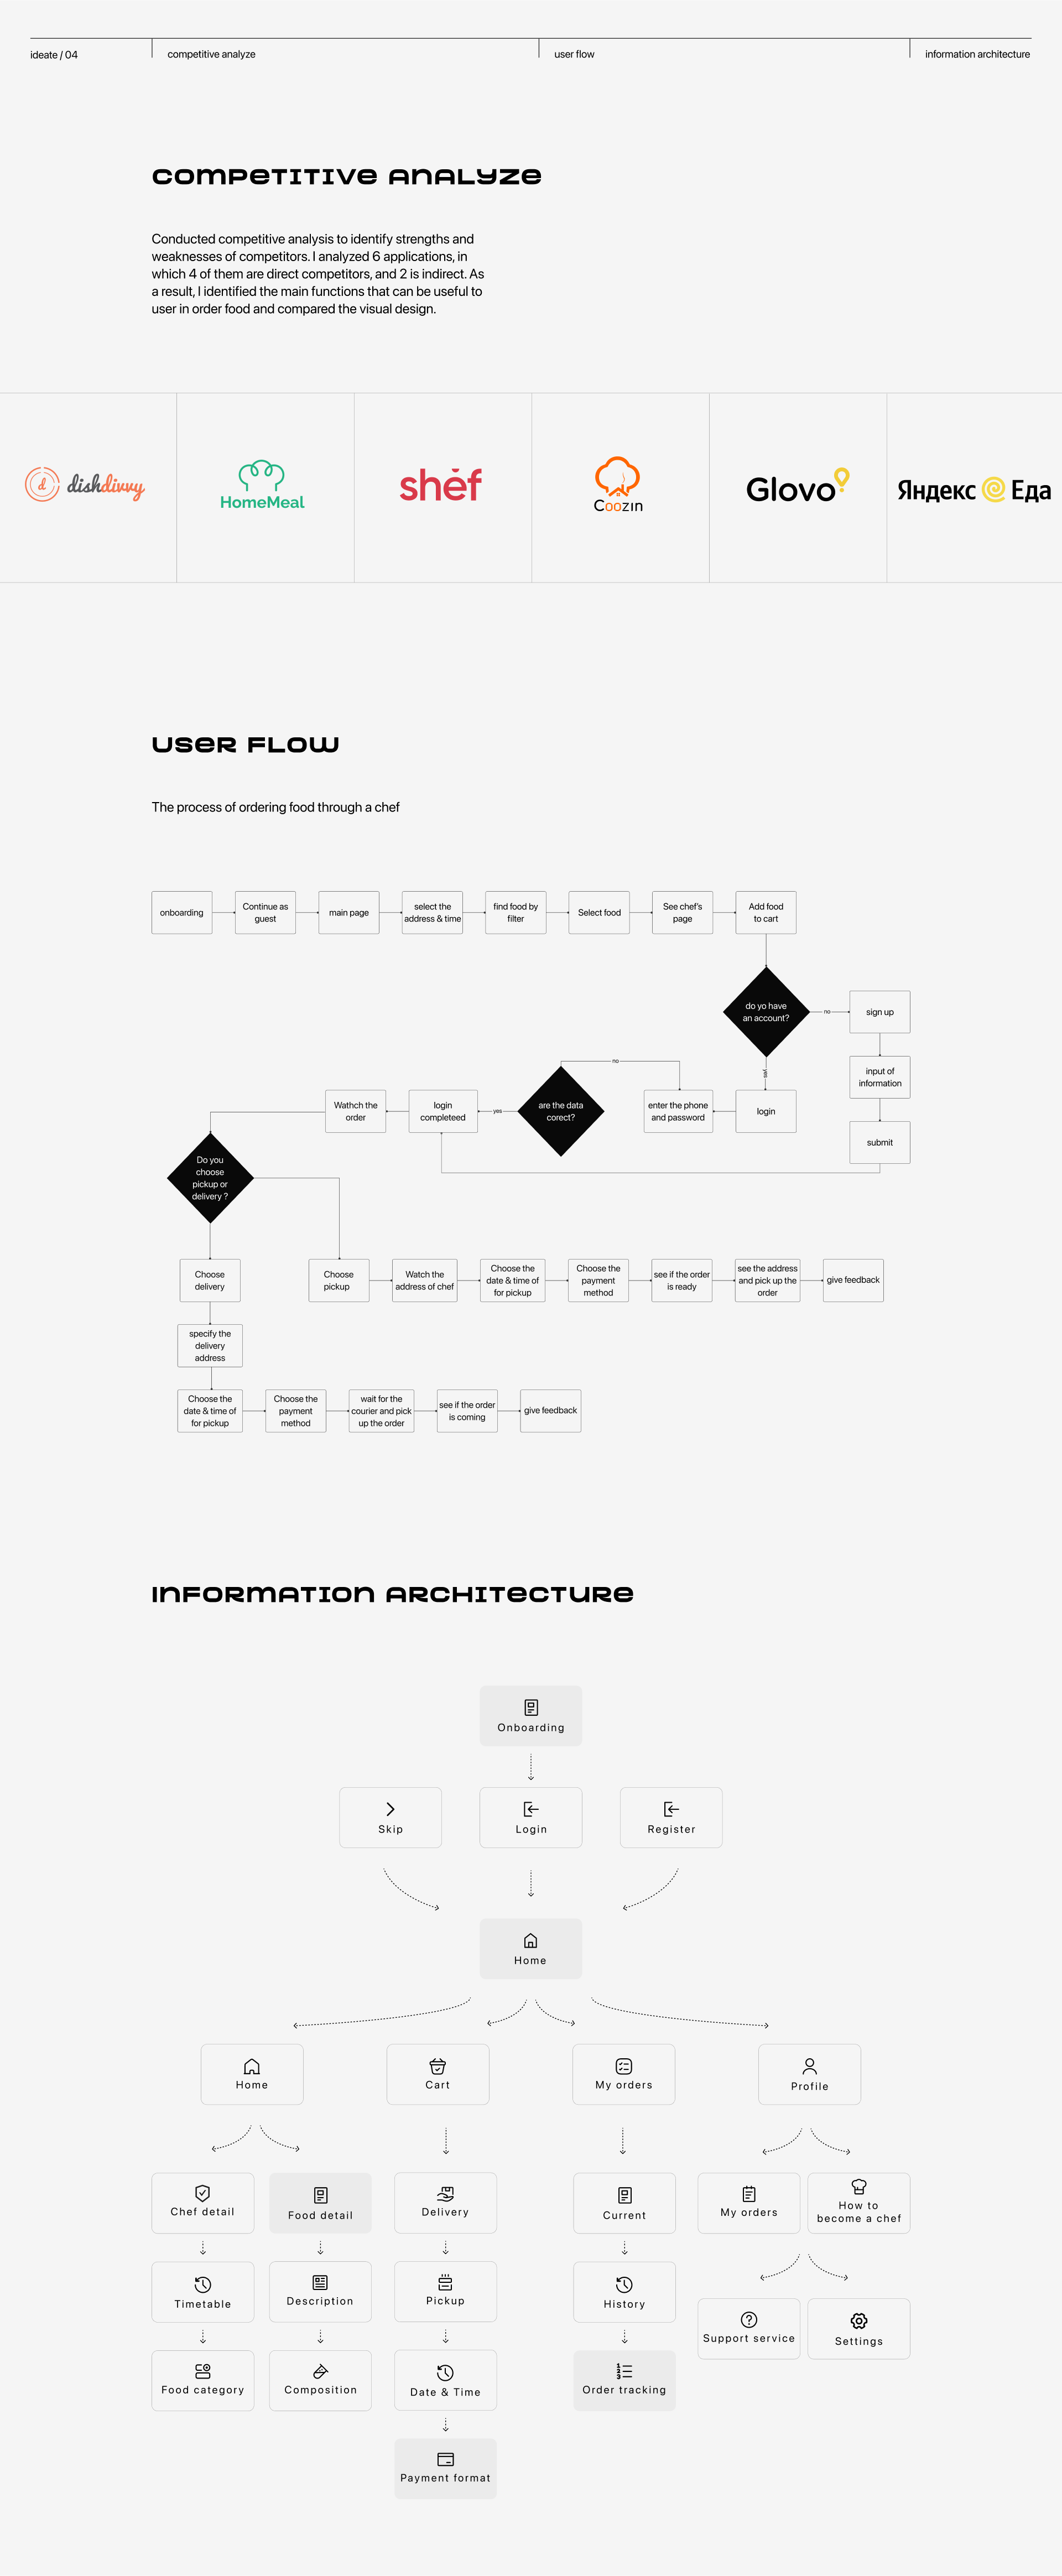 ideate / 04
competitive analyze
user flow
information architecture
competitive analyze
Conducted competitive analysis to identify strengths and
weaknesses of competitors. I analyzed 6 applications, in
which 4 of them are direct competitors, and 2 is indirect. As
a result, I identified the main functions that can be useful to
user in order food and compared the visual design.
d dishdivvy
HomeMeal
shef
Coozin
Glovo
Яндекс Еда
user flow
The process of ordering food through a chef
onboarding
Continue as
guest
main page
select the
address & time
find food by
filter
Select food
See chef's
page
Add food
to cart
do yo have
an account?
no
sign up
input of
information
submit
yes
login
enter the phone
and password
no
are the data
corect?
yes
login
completeed
Wathch the
order
Do you
choose
pickup or
delivery ?
Choose
delivery
Choose
pickup
Watch the
address of chef
Choose the
date & time of
for pickup
Choose the
payment
method
see if the order
is ready
see the address
and pick up the
order
give feedback
specify the
delivery
address
Choose the
date & time of
for pickup
Choose the
payment
method
wait for the
courier and pick
up the order
see if the order
is coming
give feedback
information architecture
Onboarding
Skip
Login
Register
Home
Home
Cart
My orders
Profile
Chef detail
Food detail
Delivery
Current
My orders
How to
become a chef
Timetable
Description
Pickup
History
Support service
Settings
Food category
Composition
Date & Time
Order tracking
Payment format